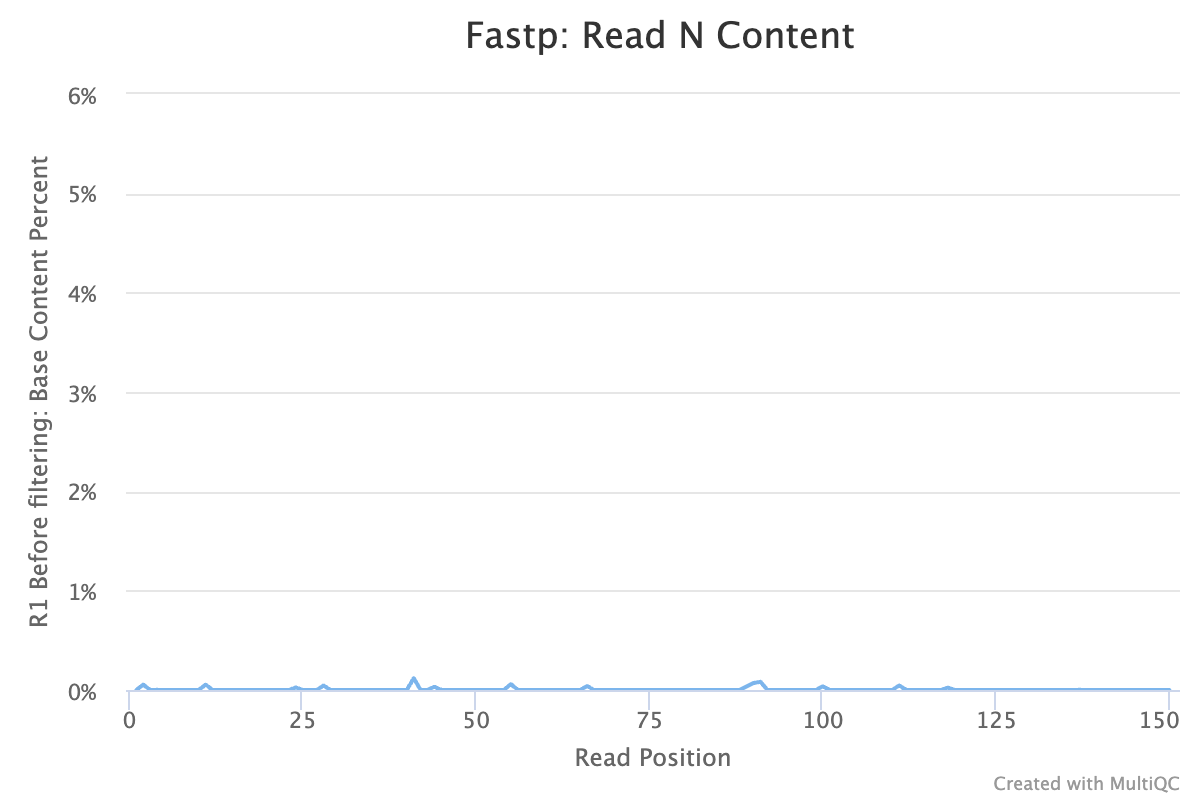 Fastp: Read N Content
R1 Before filtering: Base Content Percent
6%
5%
4%
3%
2%
1%
0%
0 25 50 75 100 125 150
Read Position
Created with MultiQC